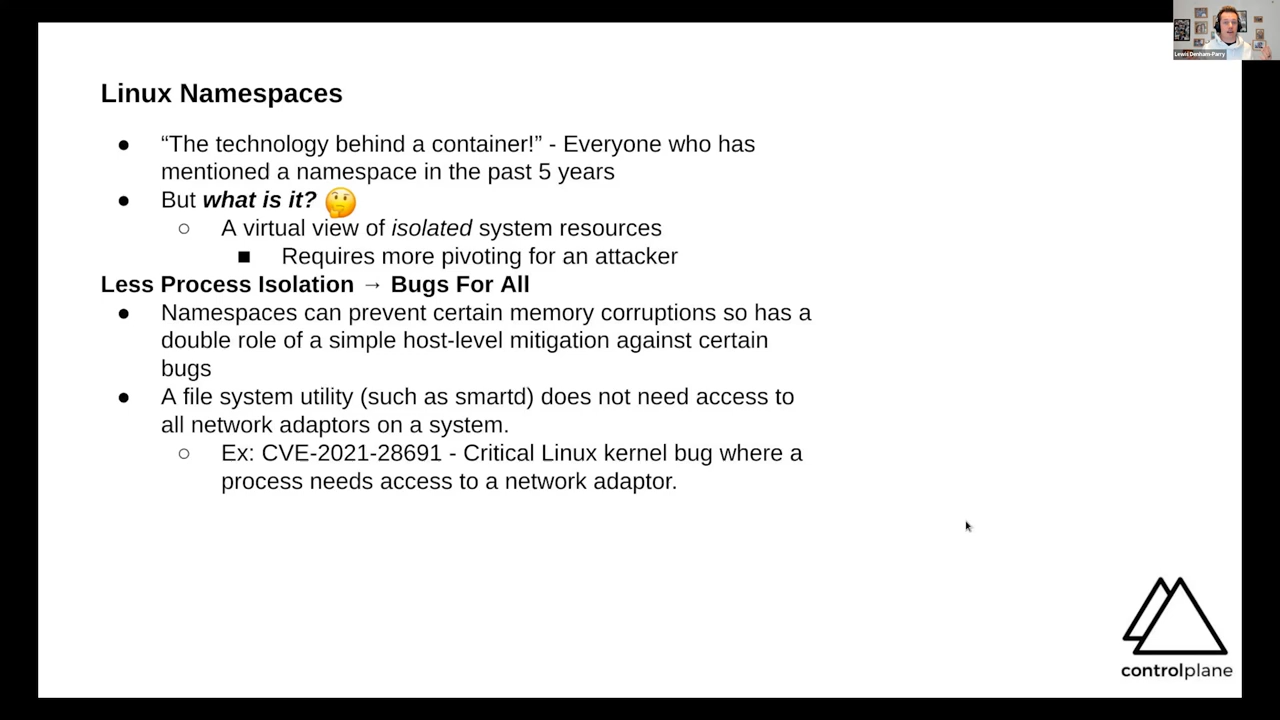 Lewis Denham-Parry
Linux Namespaces
● “The technology behind a container!” - Everyone who has
mentioned a namespace in the past 5 years
● But what is it? 🤔
○ A virtual view of isolated system resources
■ Requires more pivoting for an attacker
Less Process Isolation → Bugs For All
● Namespaces can prevent certain memory corruptions so has a
double role of a simple host-level mitigation against certain
bugs
● A file system utility (such as smartd) does not need access to
all network adaptors on a system.
○ Ex: CVE-2021-28691 - Critical Linux kernel bug where a
process needs access to a network adaptor.
controlplane